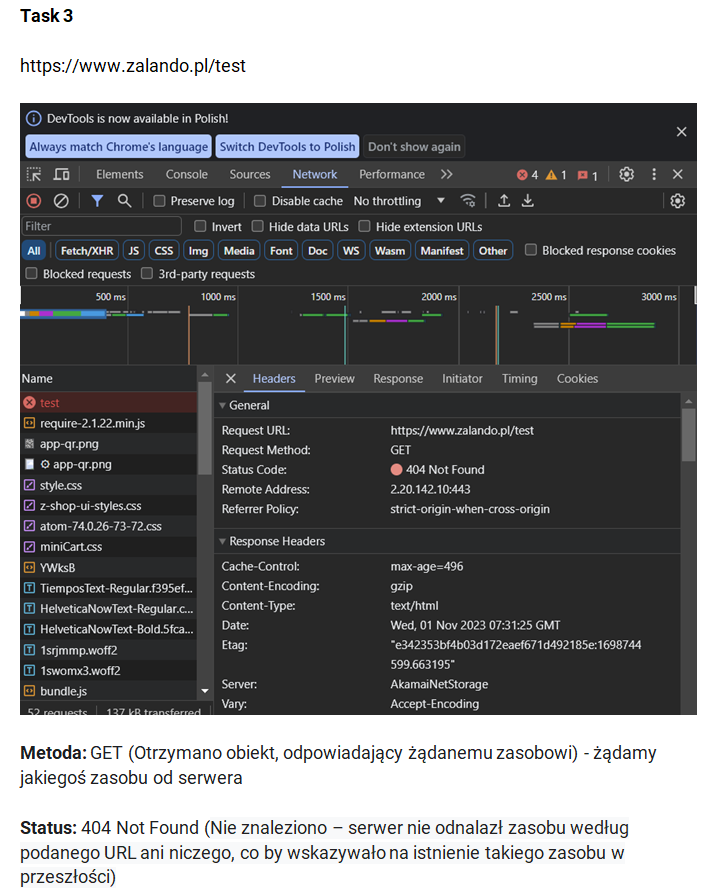 Task 3
https://www.zalando.pl/test
DevTools is now available in Polish!
Always match Chrome's language Switch DevTools to Polish Don't show again
Elements Console Sources Network Performance 4 1 1
Preserve log Disable cache No throttling
Filter Invert Hide data URLs Hide extension URLs
All Fetch/XHR JS CSS Img Media Font Doc WS Wasm Manifest Other Blocked response cookies
Blocked requests 3rd-party requests
500 ms 1000 ms 1500 ms 2000 ms 2500 ms 3000 ms
Name
test
require-2.1.22.min.js
app-qr.png
app-qr.png
style.css
z-shop-ui-styles.css
atom-74.0.26-73-72.css
miniCart.css
YWksB
TiemposText-Regular.f395ef...
HelveticaNowText-Regular.c...
HelveticaNowText-Bold.5fca...
1srjmmp.woff2
1swomx3.woff2
bundle.js
52 requests 137 kB transferred
Headers Preview Response Initiator Timing Cookies
General
Request URL: https://www.zalando.pl/test
Request Method: GET
Status Code: 404 Not Found
Remote Address: 2.20.142.10:443
Referrer Policy: strict-origin-when-cross-origin
Response Headers
Cache-Control: max-age=496
Content-Encoding: gzip
Content-Type: text/html
Date: Wed, 01 Nov 2023 07:31:25 GMT
Etag: "e342353bf4b03d172eaef671d492185e:1698744
599.663195"
Server: AkamaiNetStorage
Vary: Accept-Encoding
Metoda: GET (Otrzymano obiekt, odpowiadający żądanemu zasobowi) - żądamy
jakiegoś zasobu od serwera
Status: 404 Not Found (Nie znaleziono – serwer nie odnalazł zasobu według
podanego URL ani niczego, co by wskazywało na istnienie takiego zasobu w
przeszłości)